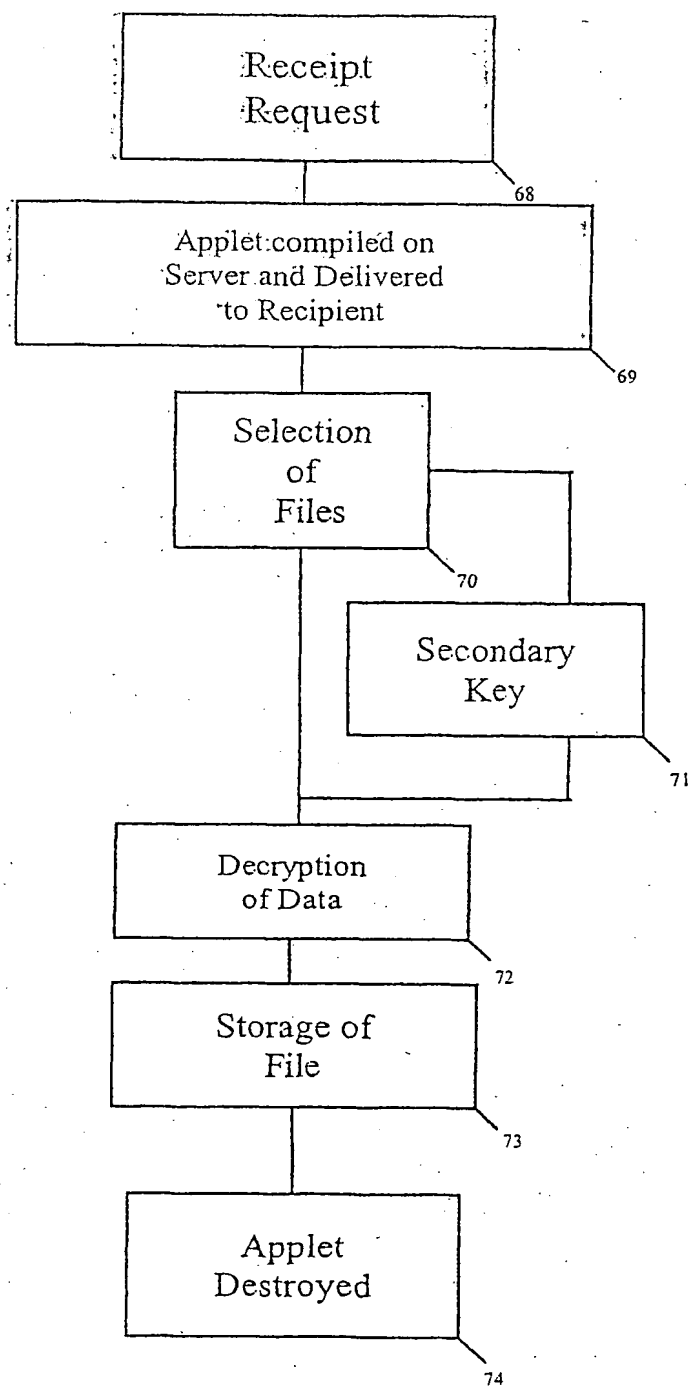 Receipt
Request
68
Applet compiled on
Server and Delivered
to Recipient
69
Selection
of
Files
70
Secondary
Key
71
Decryption
of Data
72
Storage of
File
73
Applet
Destroyed
74